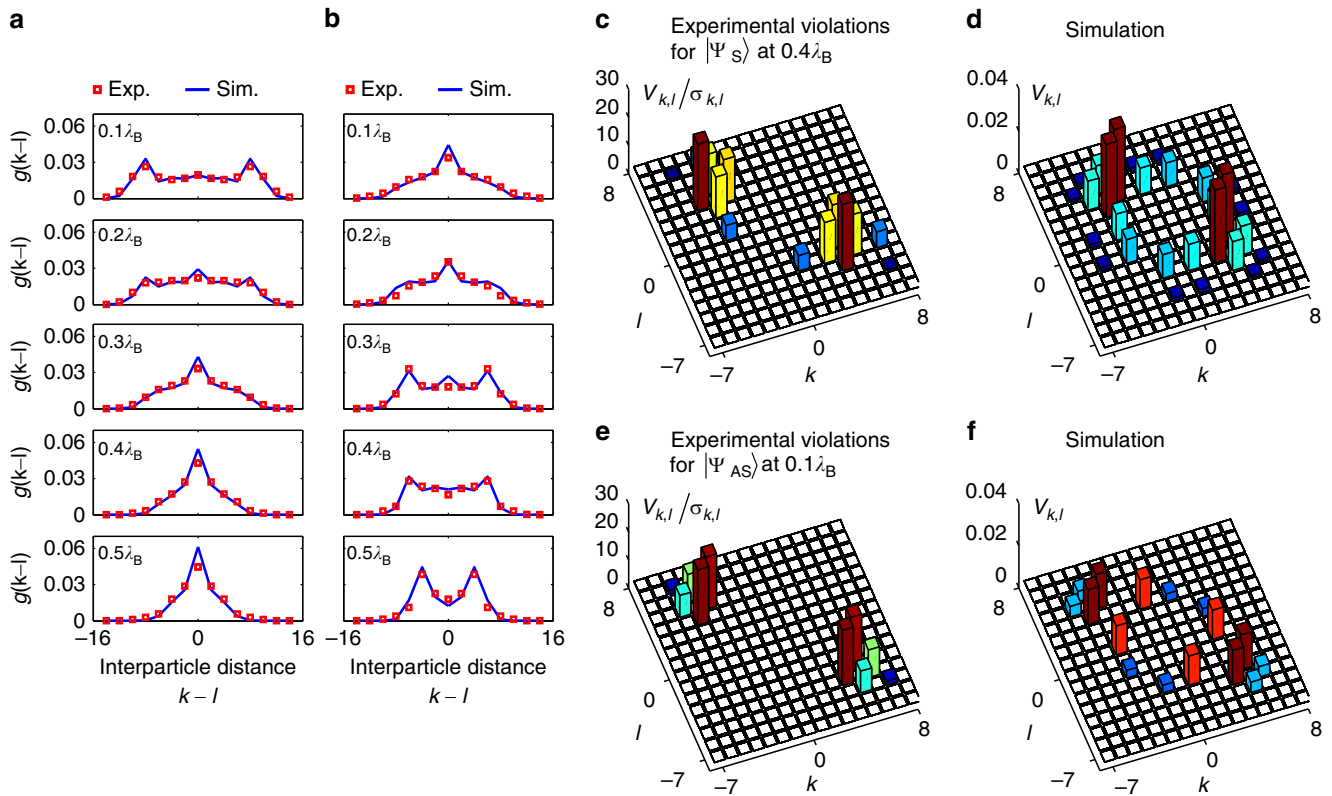 a
Exp. Sim.
0.06
0.03
0
g(k–l)
0.1λB
0.06
0.03
0
g(k–l)
0.2λB
0.06
0.03
0
g(k–l)
0.3λB
0.06
0.03
0
g(k–l)
0.4λB
0.06
0.03
0
g(k–l)
0.5λB
–16 0 16
Interparticle distance
k – l
b
Exp. Sim.
0.1λB
0.2λB
0.3λB
0.4λB
0.5λB
–16 0 16
Interparticle distance
k – l
c
Experimental violations
for |ΨS⟩ at 0.4λB
30
20
10
0
Vk,l/σk,l
8
0
l
–7
–7
0
k
8
d
Simulation
0.04
0.02
0
Vk,l
8
0
l
–7
–7
0
k
8
e
Experimental violations
for |ΨAS⟩ at 0.1λB
30
20
10
0
Vk,l/σk,l
8
0
l
–7
–7
0
k
8
f
Simulation
0.04
0.02
0
Vk,l
8
0
l
–7
–7
0
k
8